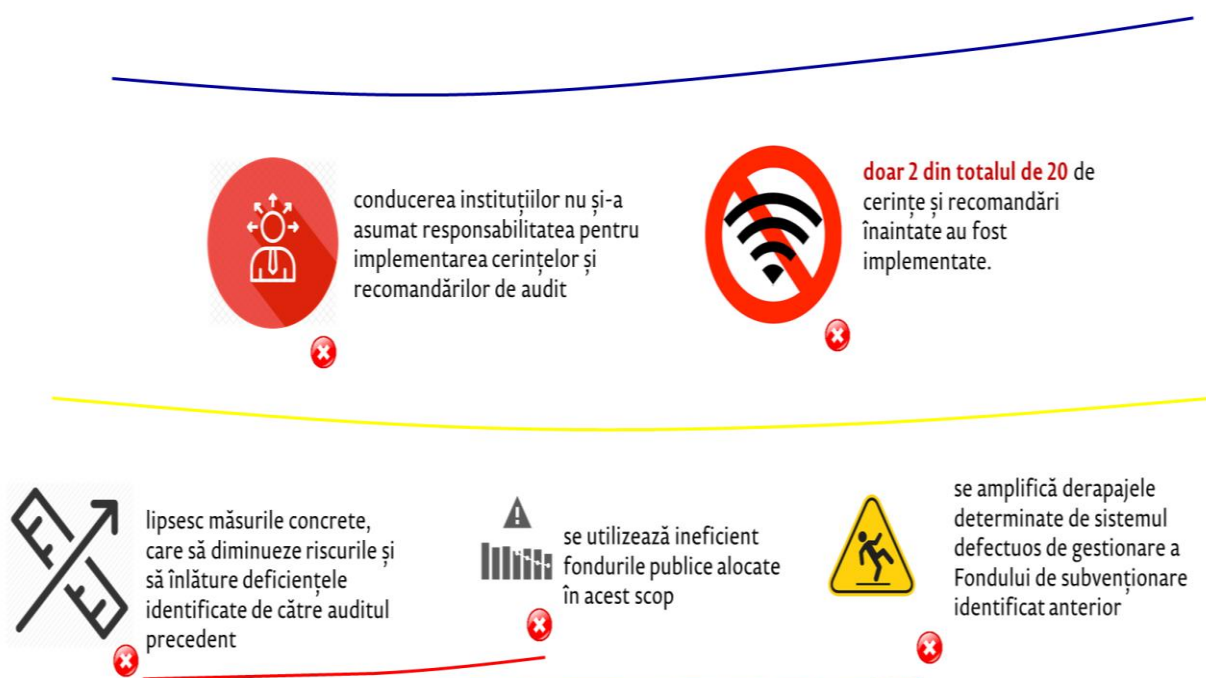 conducerea instituțiilor nu și-a
asumat responsabilitatea pentru
implementarea cerințelor și
recomandărilor de audit
doar 2 din totalul de 20 de
cerințe și recomandări
înaintate au fost
implementate.
lipsesc măsurile concrete,
care să diminueze riscurile și
să înlăture deficiențele
identificate de către auditul
precedent
se utilizează ineficient
fondurile publice alocate
în acest scop
se amplifică derapajele
determinate de sistemul
defectuos de gestionare a
Fondului de subvenționare
identificat anterior